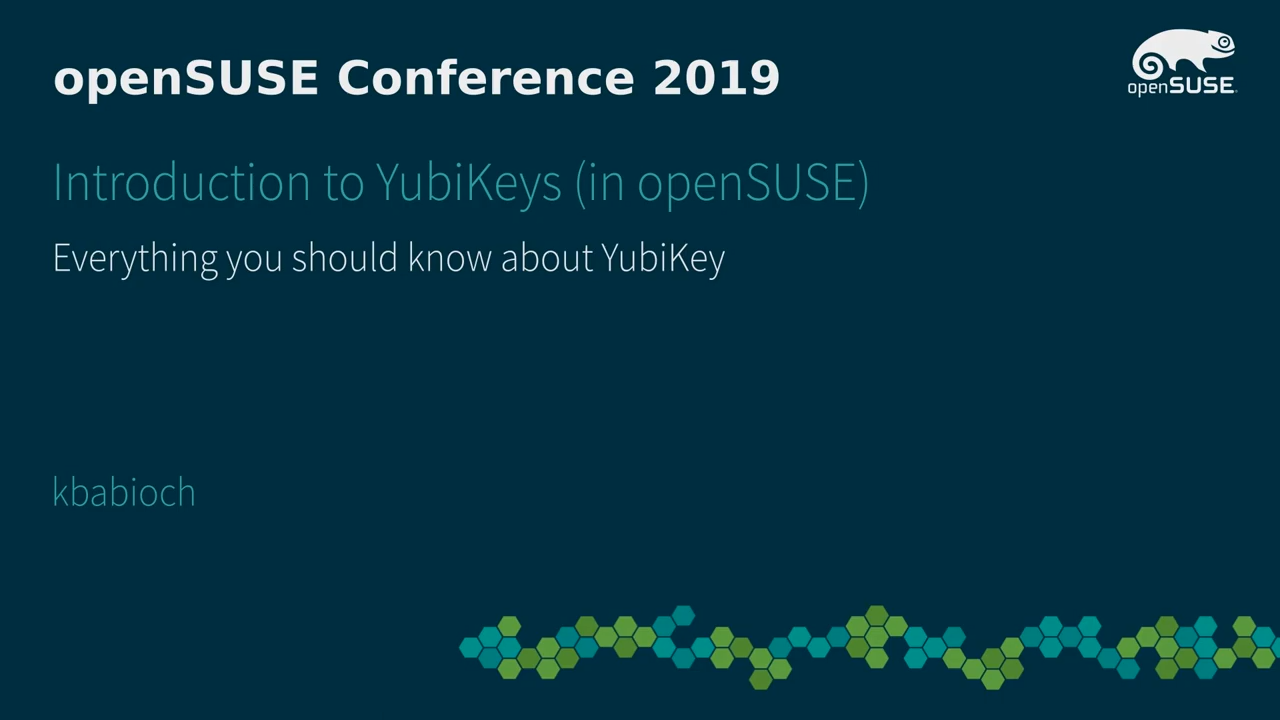 openSUSE Conference 2019
openSUSE
Introduction to YubiKeys (in openSUSE)
Everything you should know about YubiKey
kbabioch